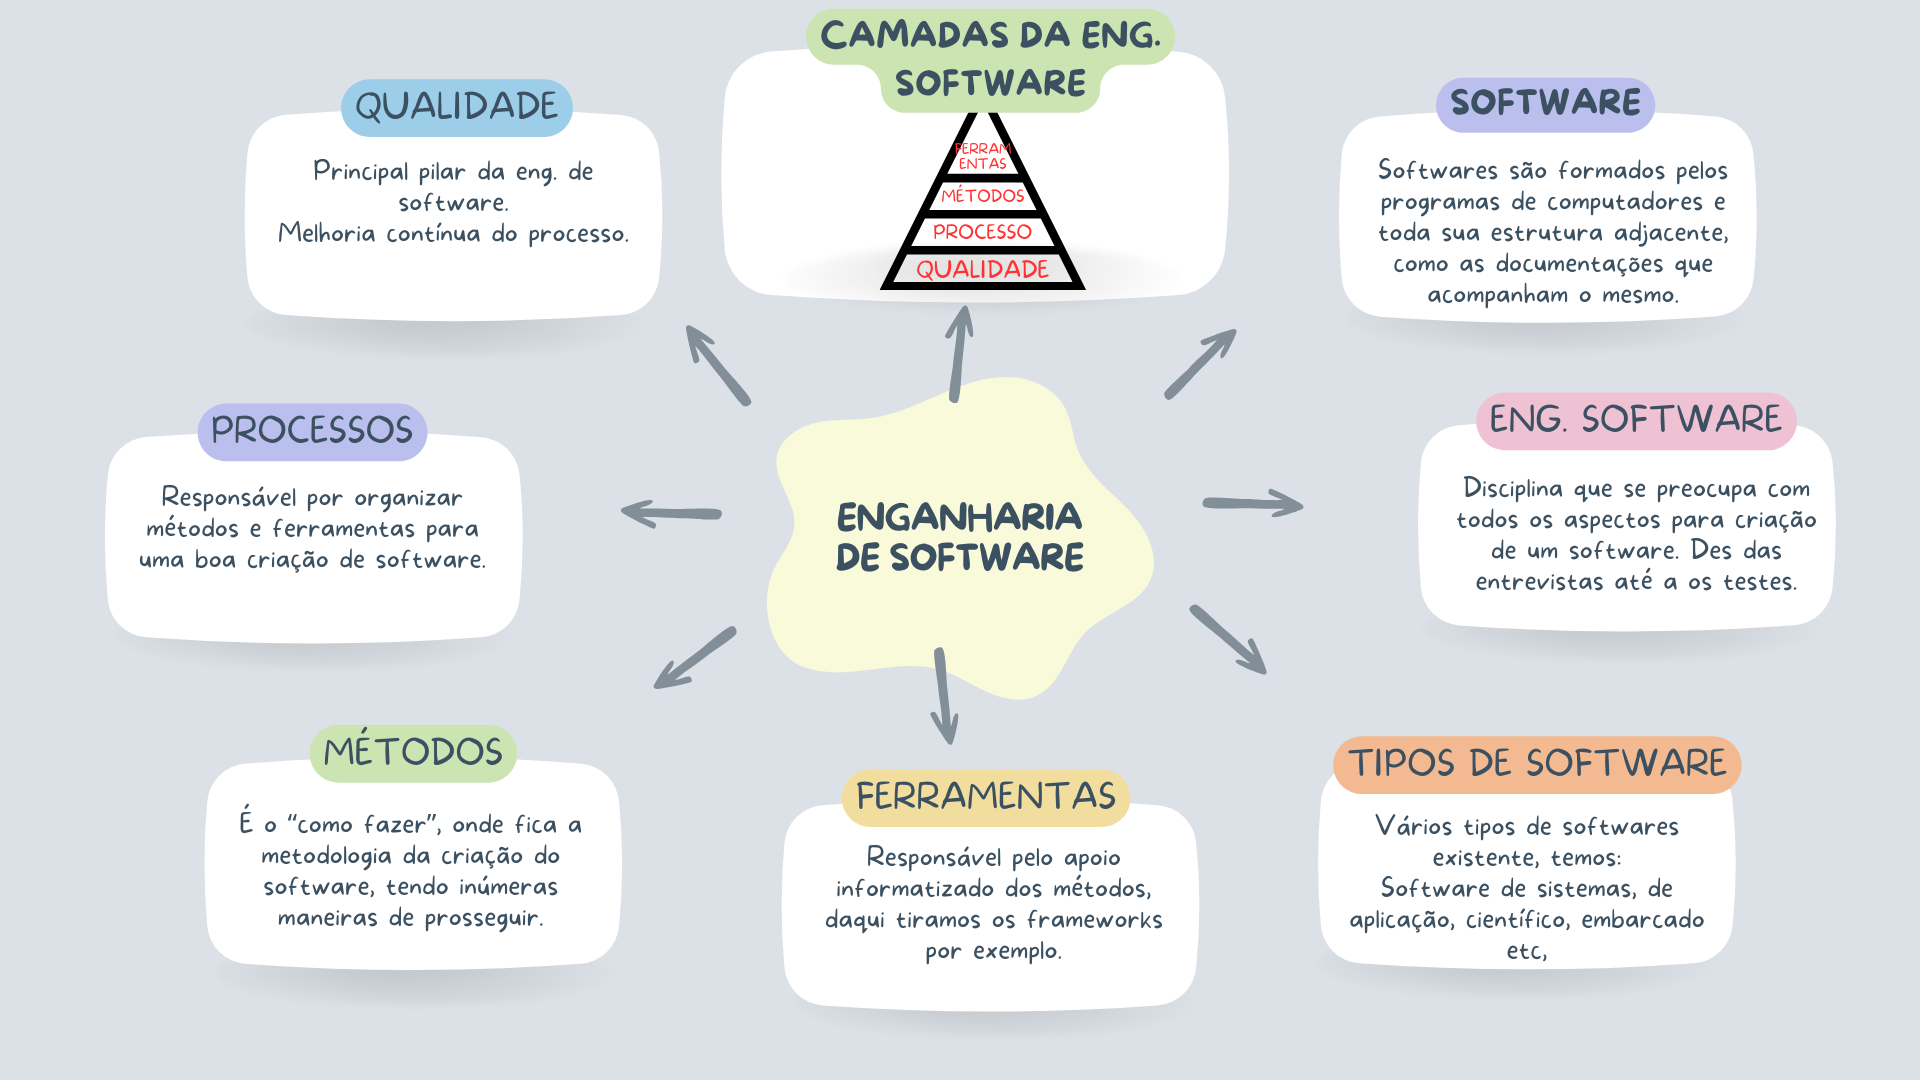 CAMADAS DA ENG.
SOFTWARE
FERRAM
ENTAS
MÉTODOS
PROCESSO
QUALIDADE
QUALIDADE
Principal pilar da eng. de
software.
Melhoria contínua do processo.
SOFTWARE
Softwares são formados pelos
programas de computadores e
toda sua estrutura adjacente,
como as documentações que
acompanham o mesmo.
PROCESSOS
Responsável por organizar
métodos e ferramentas para
uma boa criação de software.
ENGANHARIA
DE SOFTWARE
ENG. SOFTWARE
Disciplina que se preocupa com
todos os aspectos para criação
de um software. Des das
entrevistas até a os testes.
MÉTODOS
É o “como fazer”, onde fica a
metodologia da criação do
software, tendo inúmeras
maneiras de prosseguir.
FERRAMENTAS
Responsável pelo apoio
informatizado dos métodos,
daqui tiramos os frameworks
por exemplo.
TIPOS DE SOFTWARE
Vários tipos de softwares
existente, temos:
Software de sistemas, de
aplicação, científico, embarcado
etc,